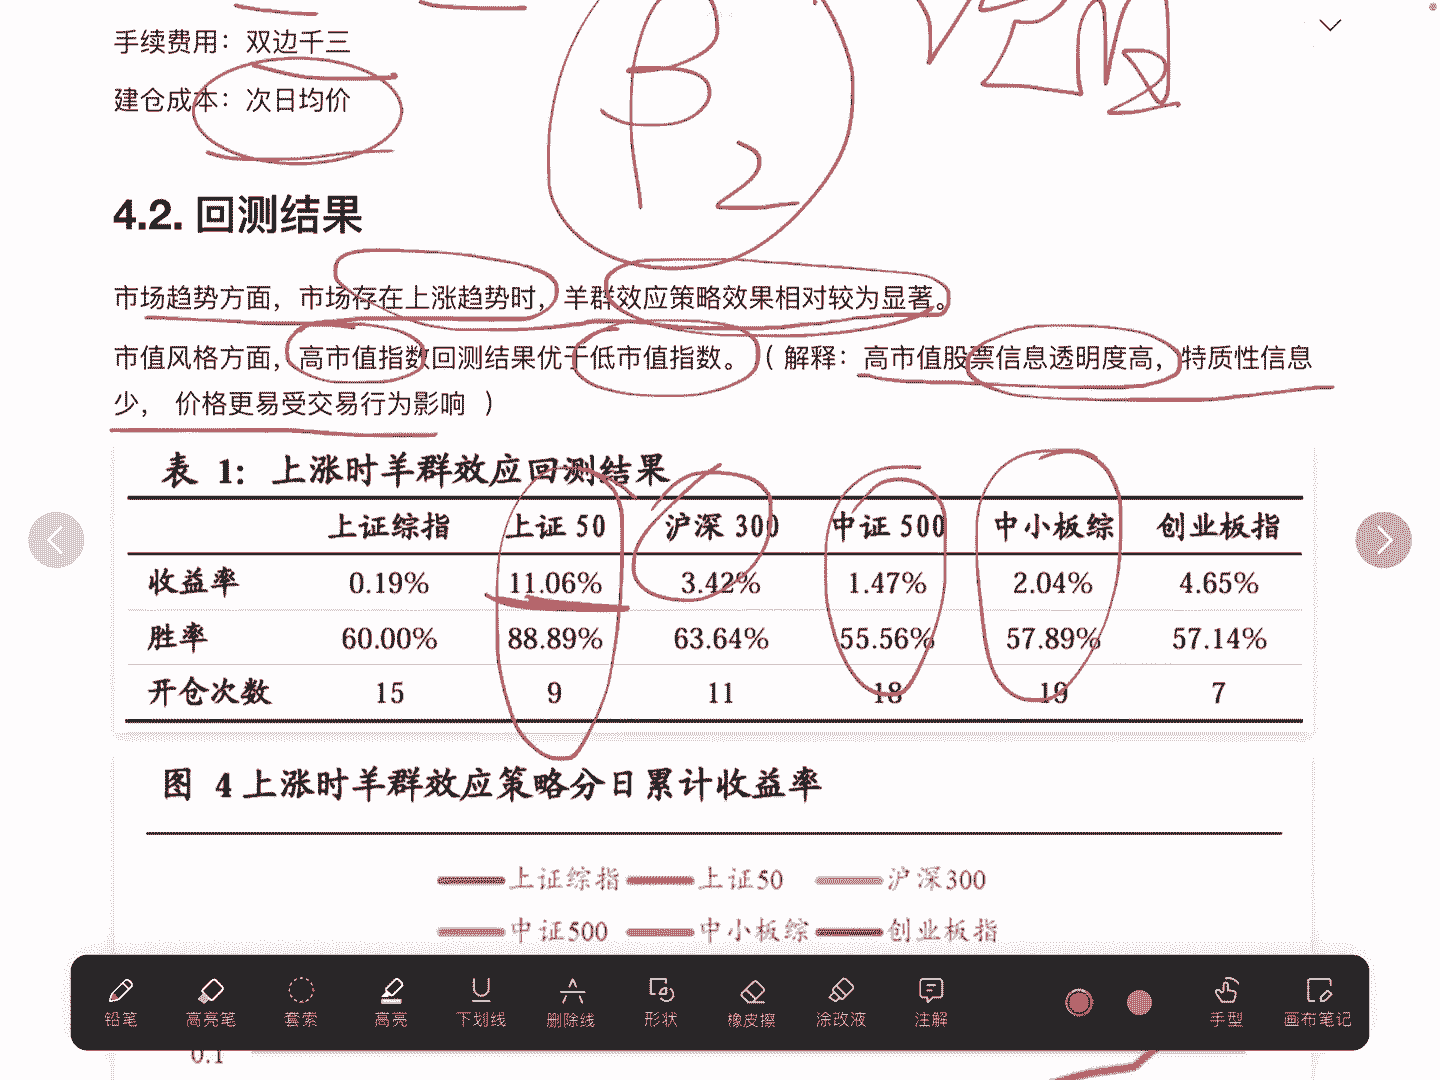 手续费用：双边千三
建仓成本：次日均价
β
2
4.2. 回测结果
市场趋势方面，市场存在上涨趋势时，羊群效应策略效果相对较为显著。
市值风格方面，高市值指数回测结果优于低市值指数。（解释：高市值股票信息透明度高，特质性信息
少， 价格更易受交易行为影响 ）
表 1: 上涨时羊群效应回测结果
上证综指 上证 50 沪深 300 中证 500 中小板综 创业板指
收益率 0.19% 11.06% 3.42% 1.47% 2.04% 4.65%
胜率 60.00% 88.89% 63.64% 55.56% 57.89% 57.14%
开仓次数 15 9 11 18 19 7
图 4 上涨时羊群效应策略分日累计收益率
上证综指 上证50 沪深300
中证500 中小板综 创业板指
铅笔 高亮笔 套索 高亮 下划线 删除线 形状 橡皮擦 涂改液 注解 手型 画布笔记
0.1